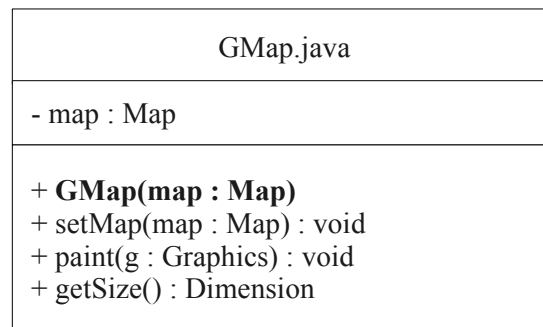 GMap.java
- map : Map
+ GMap(map : Map)
+ setMap(map : Map) : void
+ paint(g : Graphics) : void
+ getSize() : Dimension